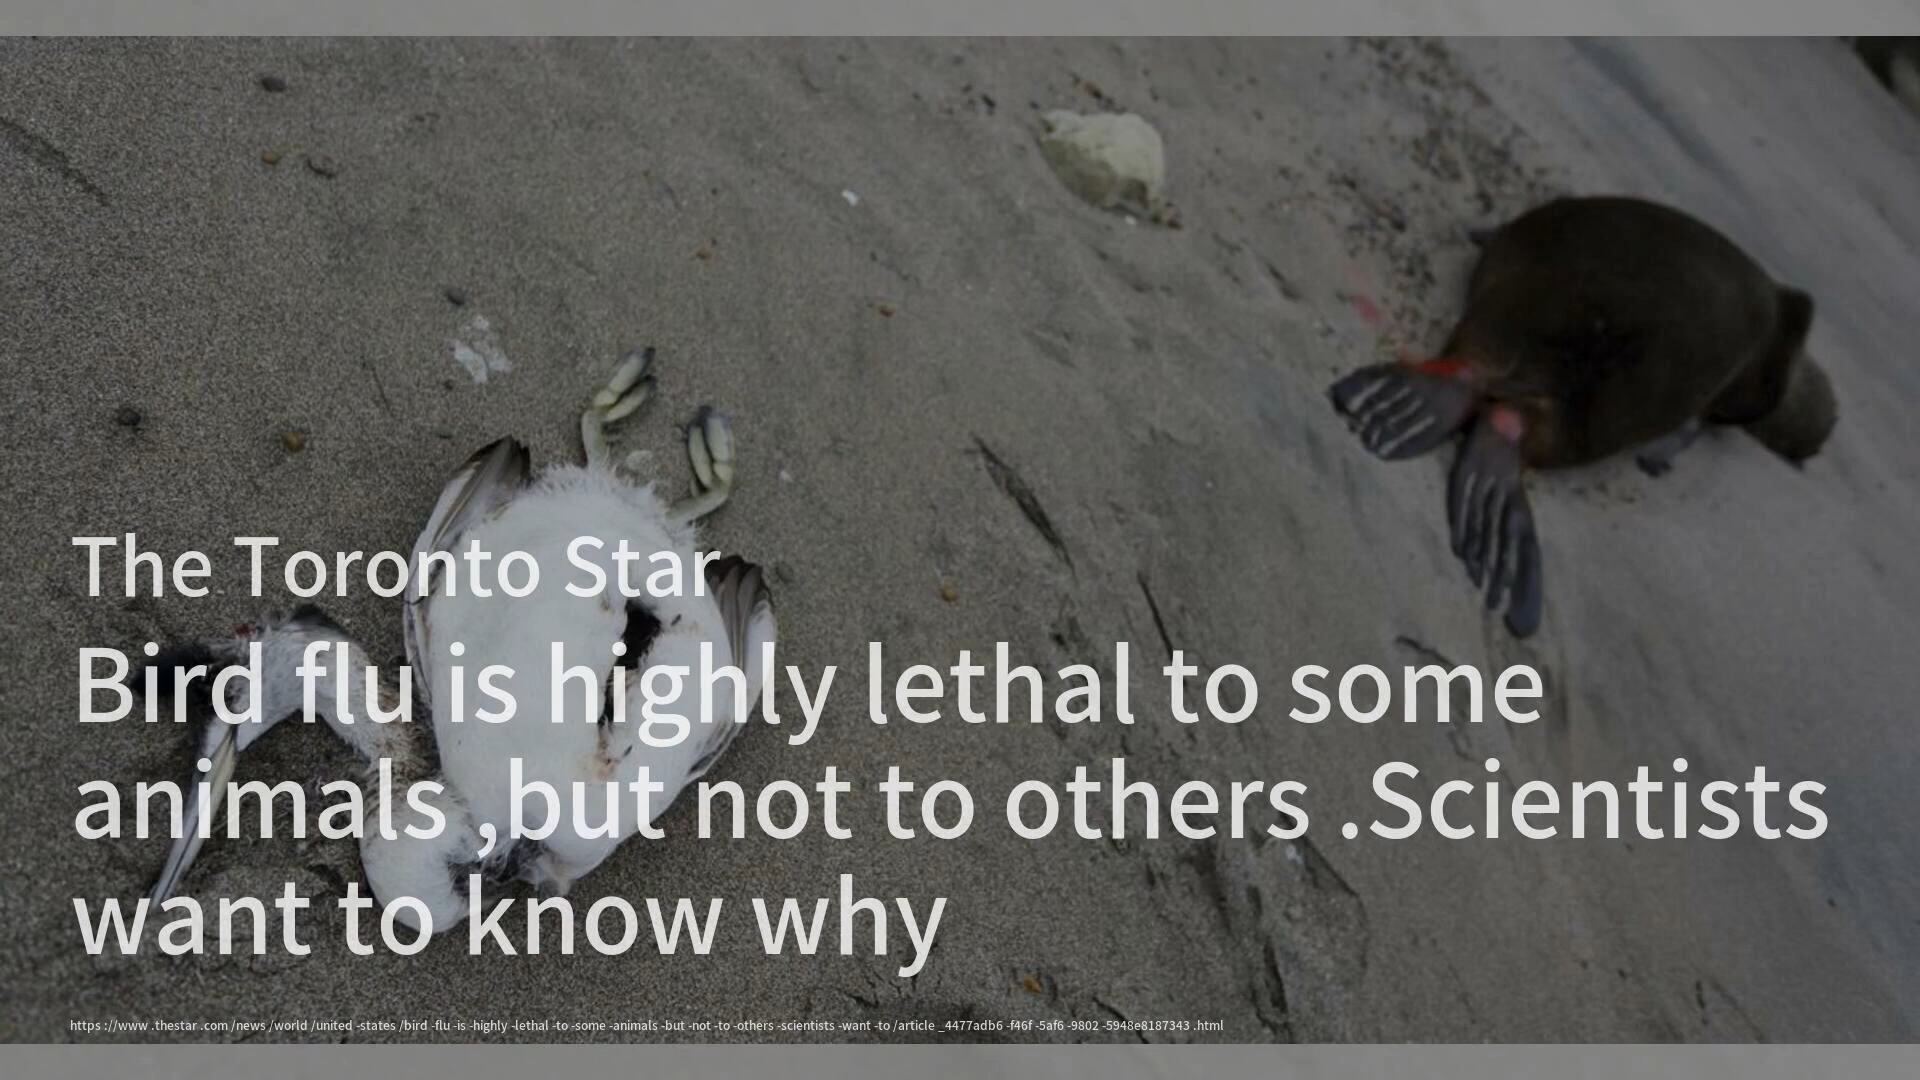 The Toronto Star
Bird flu is highly lethal to some
animals ,but not to others .Scientists
want to know why
https ://www .thestar .com /news /world /united -states /bird -flu -is -highly -lethal -to -some -animals -but -not -to -others -scientists -want -to /article _4477adb6 -f46f -5af6 -9802 -5948e8187343 .html